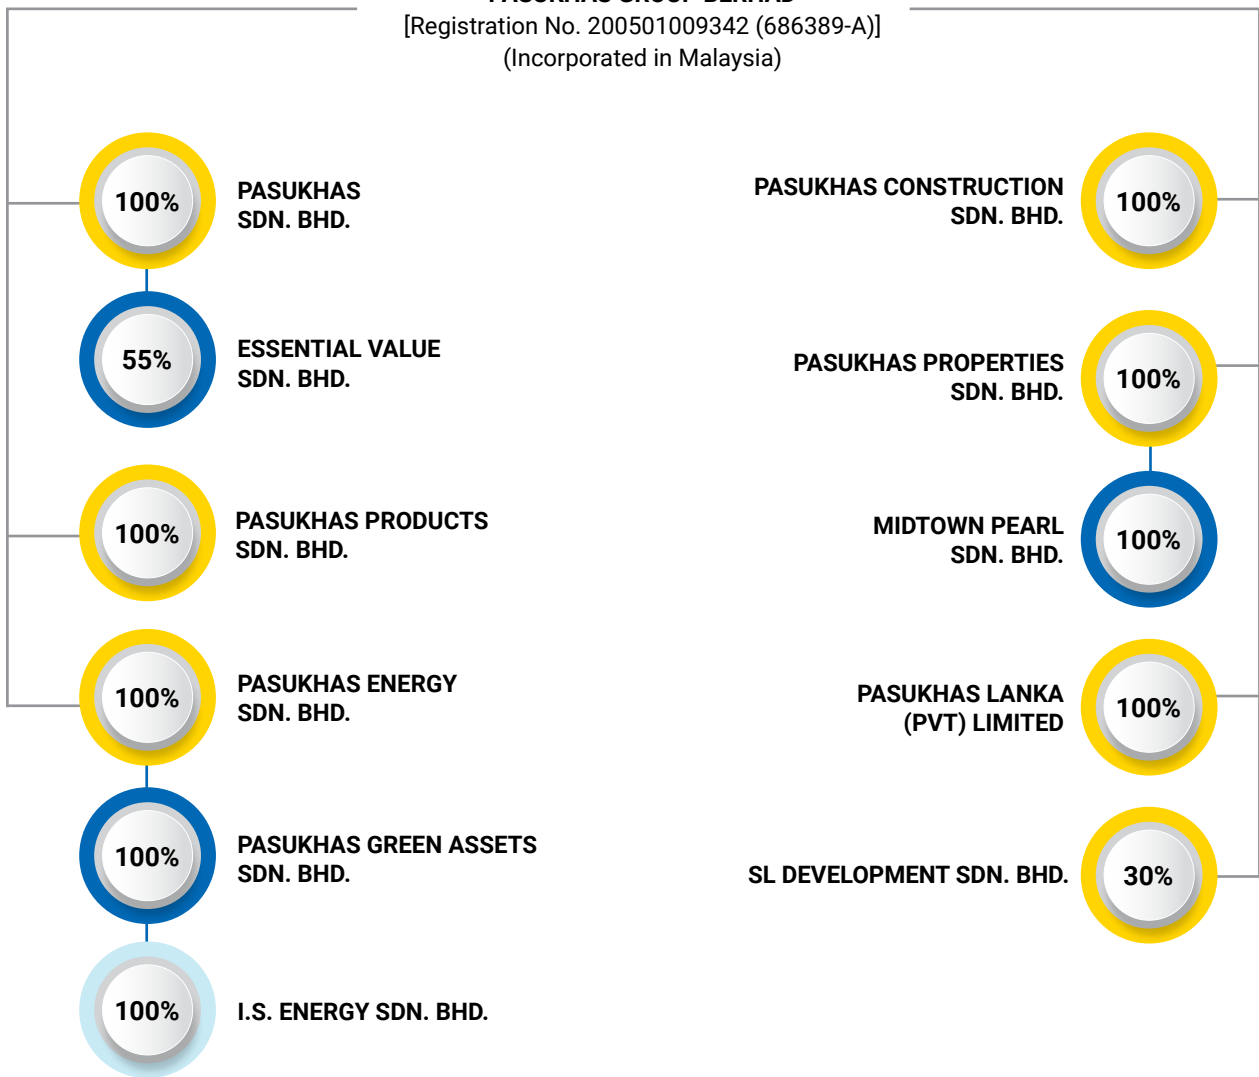 PASUKHAS GROUP BERHAD
[Registration No. 200501009342 (686389-A)]
(Incorporated in Malaysia)
100%
PASUKHAS
SDN. BHD.
55%
ESSENTIAL VALUE
SDN. BHD.
100%
PASUKHAS PRODUCTS
SDN. BHD.
100%
PASUKHAS ENERGY
SDN. BHD.
100%
PASUKHAS GREEN ASSETS
SDN. BHD.
100%
I.S. ENERGY SDN. BHD.
PASUKHAS CONSTRUCTION
SDN. BHD.
100%
PASUKHAS PROPERTIES
SDN. BHD.
100%
MIDTOWN PEARL
SDN. BHD.
100%
PASUKHAS LANKA
(PVT) LIMITED
100%
SL DEVELOPMENT SDN. BHD.
30%